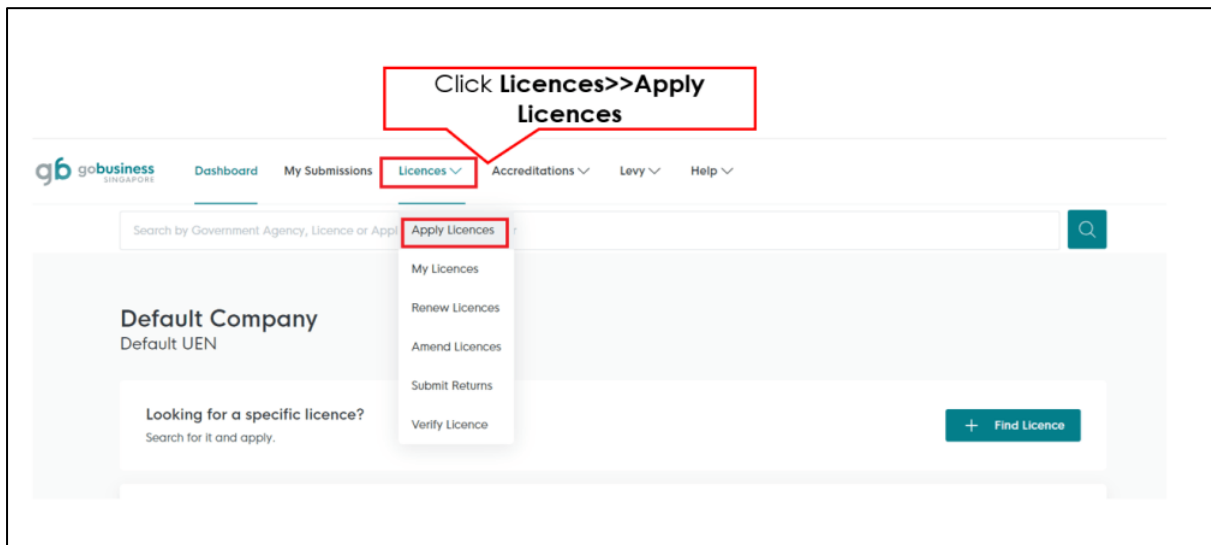 Click Licences>>Apply
Licences
gb gobusiness
SINGAPORE
Dashboard My Submissions Licences Accreditations Levy Help
Search by Government Agency, Licence or Appl
Apply Licences
My Licences
Renew Licences
Amend Licences
Submit Returns
Verify Licence
Default Company
Default UEN
Looking for a specific licence?
Search for it and apply.
+ Find Licence